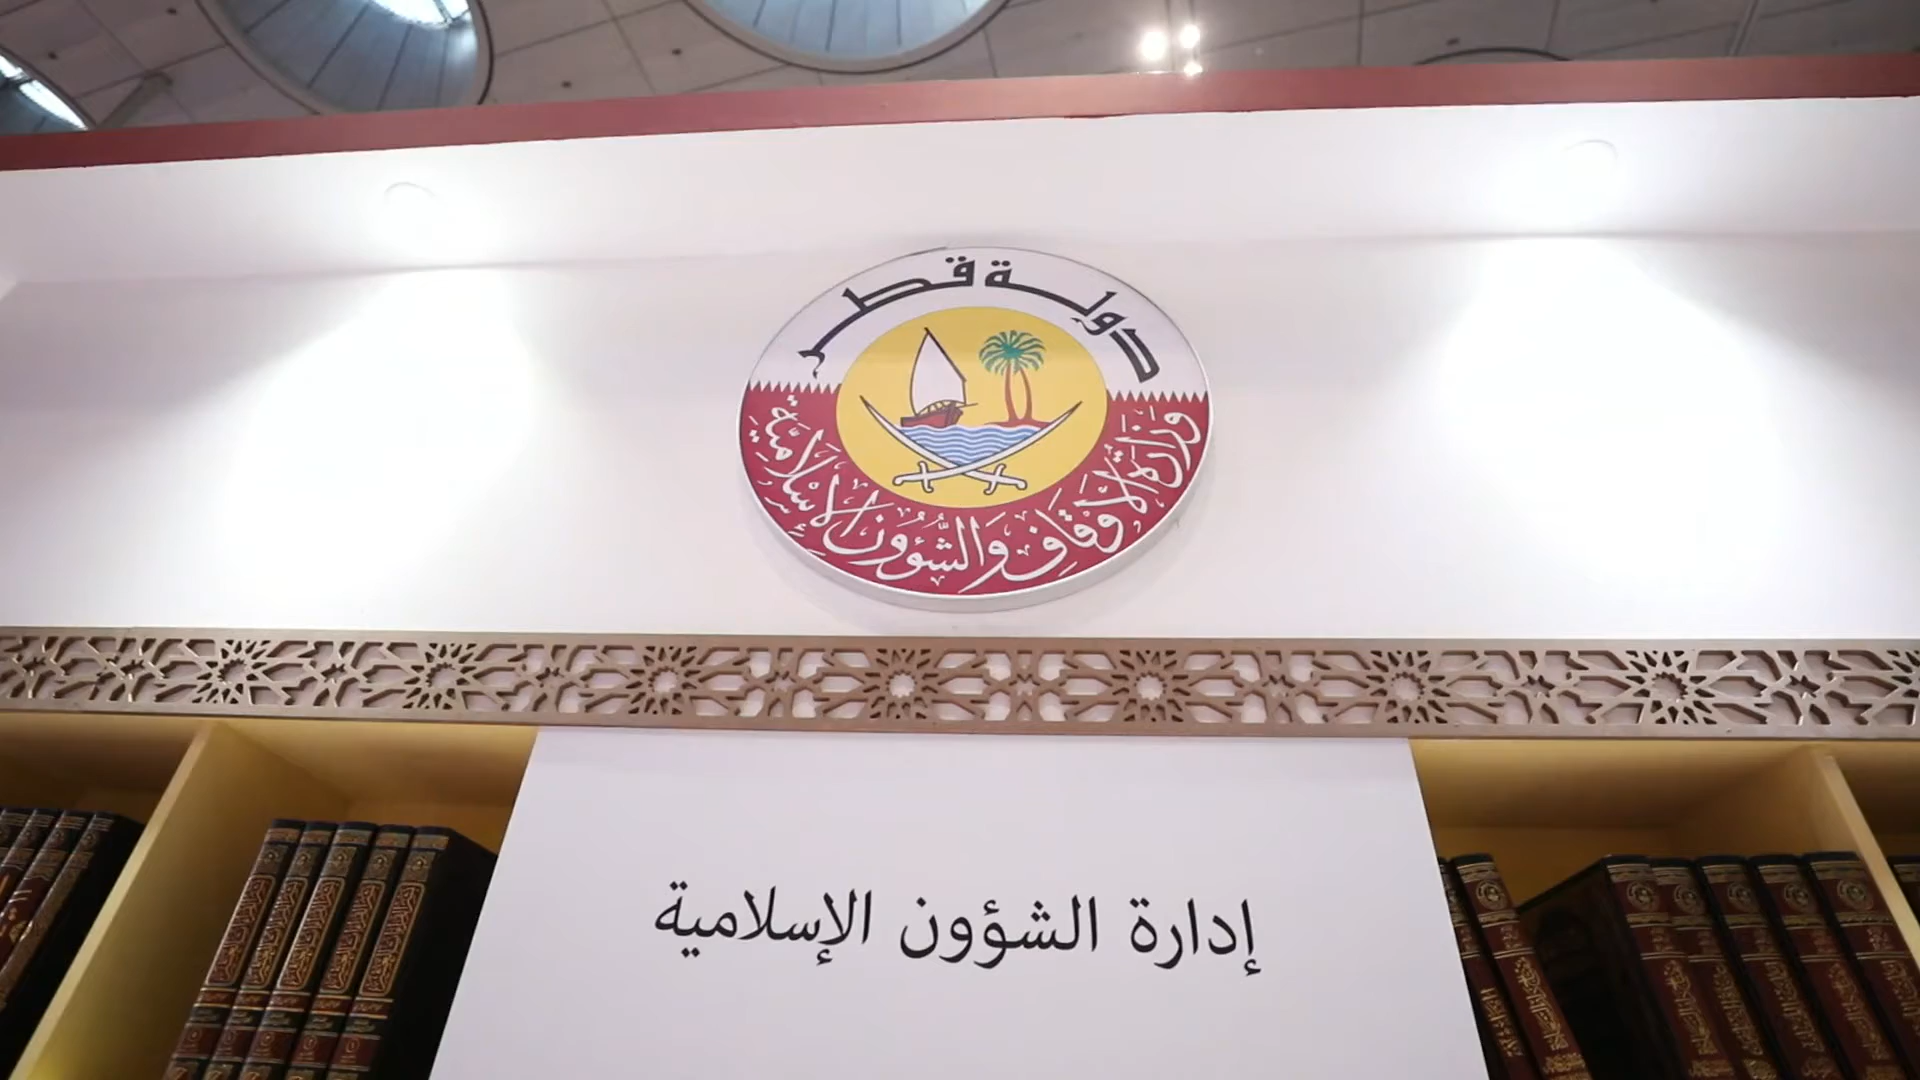 دولة قطر
وزارة الأوقاف والشؤون الإسلامية
إدارة الشؤون الإسلامية